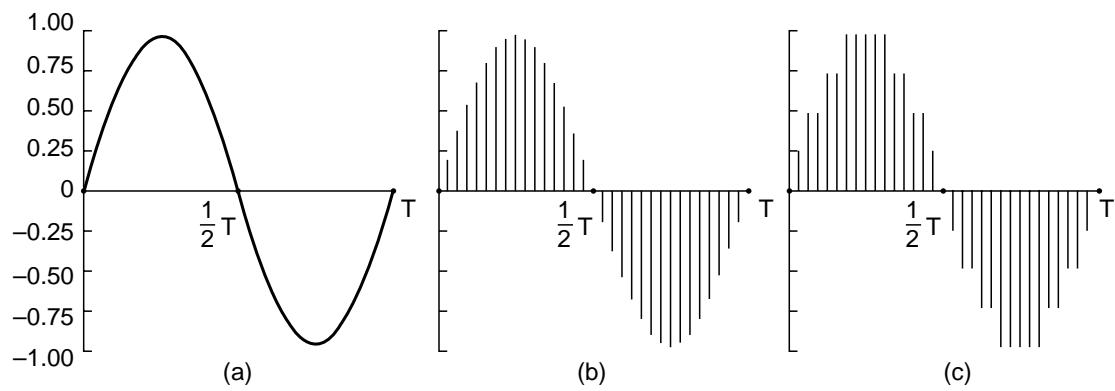 1.00
0.75
0.50
0.25
0
–0.25
–0.50
–0.75
–1.00
1/2 T
T
1/2 T
T
1/2 T
T
(a)
(b)
(c)